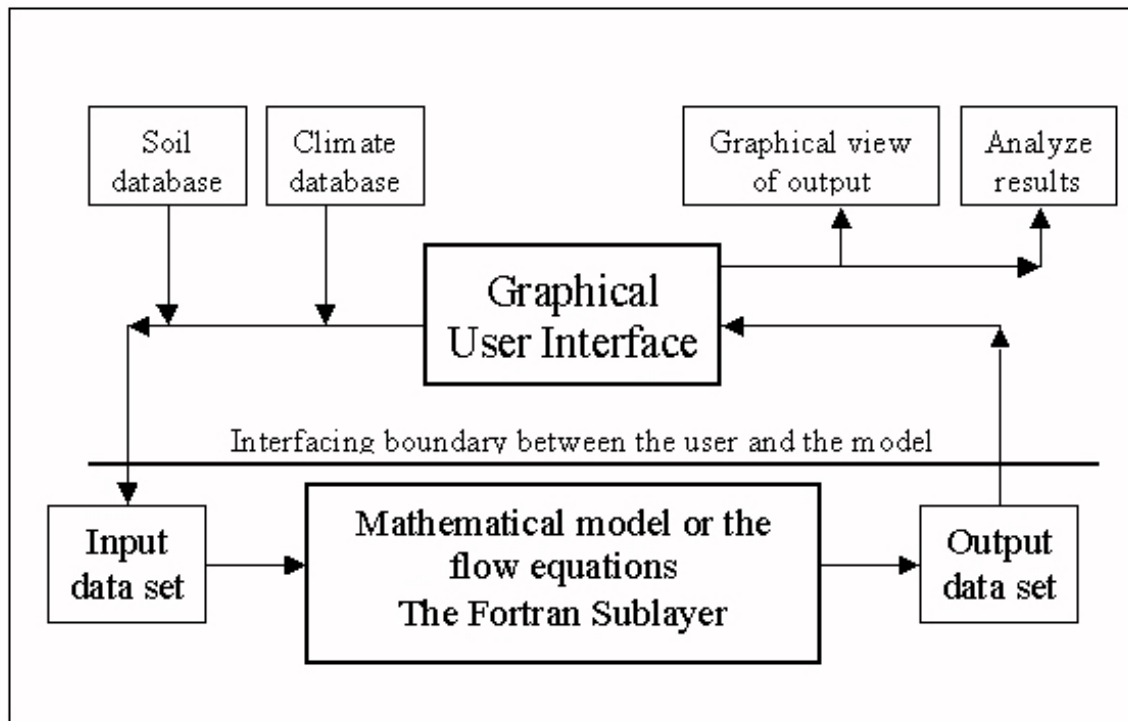 Soil
database
Climate
database
Graphical view
of output
Analyze
results
Graphical
User Interface
Interfacing boundary between the user and the model
Input
data set
Mathematical model or the
flow equations
The Fortran Sublayer
Output
data set